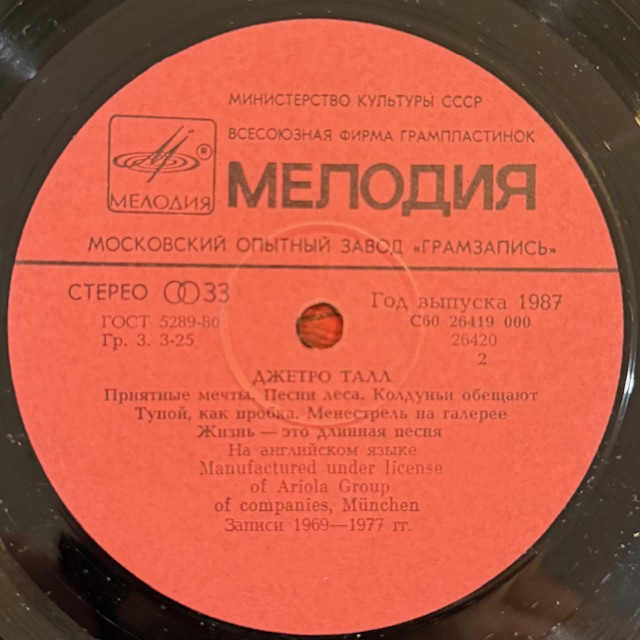 МИНИСТЕРСТВО КУЛЬТУРЫ СССР
ВСЕСОЮЗНАЯ ФИРМА ГРАМПЛАСТИНОК
®
МЕЛОДИЯ
МЕЛОДИЯ
МОСКОВСКИЙ ОПЫТНЫЙ ЗАВОД «ГРАМЗАПИСЬ»
СТЕРЕО 33
Год выпуска 1987
ГОСТ 5289-80
С60 26419 000
Гр. 3. 3-25
26420
2
ДЖЕТРО ТАЛЛ
Приятные мечты. Песни леса. Колдуньи обещают
Тупой, как пробка. Менестрель на галерее
Жизнь — это длинная песня
На английском языке
Manufactured under license
of Ariola Group
of companies, München
Записи 1969—1977 гг.